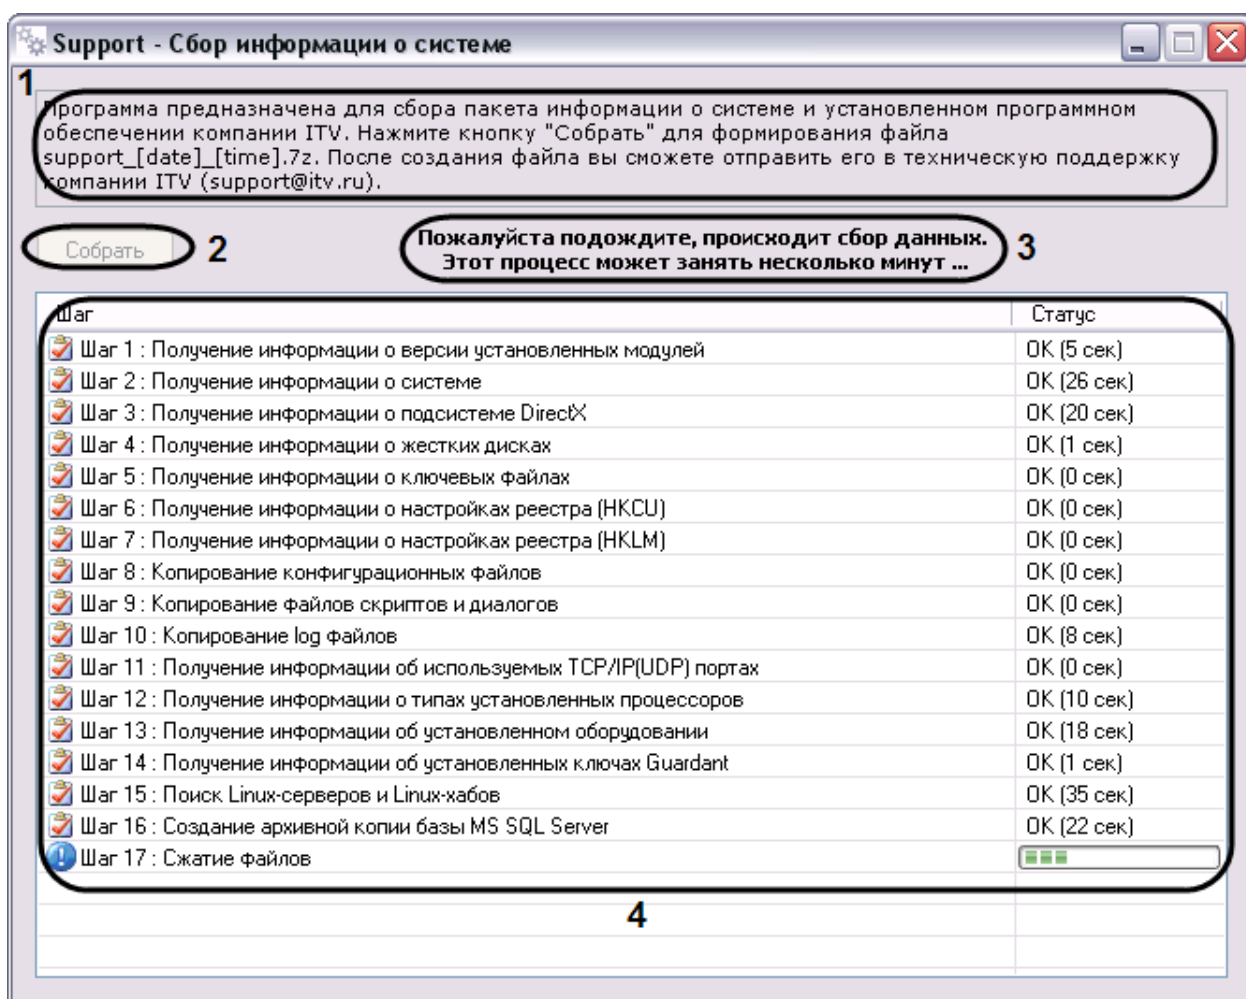 Support - Сбор информации о системе
1
Программа предназначена для сбора пакета информации о системе и установленном программном
обеспечении компании ITV. Нажмите кнопку "Собрать" для формирования файла
support_[date]_[time].7z. После создания файла вы сможете отправить его в техническую поддержку
компании ITV (support@itv.ru).
Собрать 2
Пожалуйста подождите, происходит сбор данных.
Этот процесс может занять несколько минут ...
3
Шаг Статус
Шаг 1 : Получение информации о версии установленных модулей OK (5 сек)
Шаг 2 : Получение информации о системе OK (26 сек)
Шаг 3 : Получение информации о подсистеме DirectX OK (20 сек)
Шаг 4 : Получение информации о жестких дисках OK (1 сек)
Шаг 5 : Получение информации о ключевых файлах OK (0 сек)
Шаг 6 : Получение информации о настройках реестра (HKCU) OK (0 сек)
Шаг 7 : Получение информации о настройках реестра (HKLM) OK (0 сек)
Шаг 8 : Копирование конфигурационных файлов OK (0 сек)
Шаг 9 : Копирование файлов скриптов и диалогов OK (0 сек)
Шаг 10 : Копирование log файлов OK (8 сек)
Шаг 11 : Получение информации об используемых TCP/IP(UDP) портах OK (0 сек)
Шаг 12 : Получение информации о типах установленных процессоров OK (10 сек)
Шаг 13 : Получение информации об установленном оборудовании OK (18 сек)
Шаг 14 : Получение информации об установленных ключах Guardant OK (1 сек)
Шаг 15 : Поиск Linux-серверов и Linux-хабов OK (35 сек)
Шаг 16 : Создание архивной копии базы MS SQL Server OK (22 сек)
Шаг 17 : Сжатие файлов
4